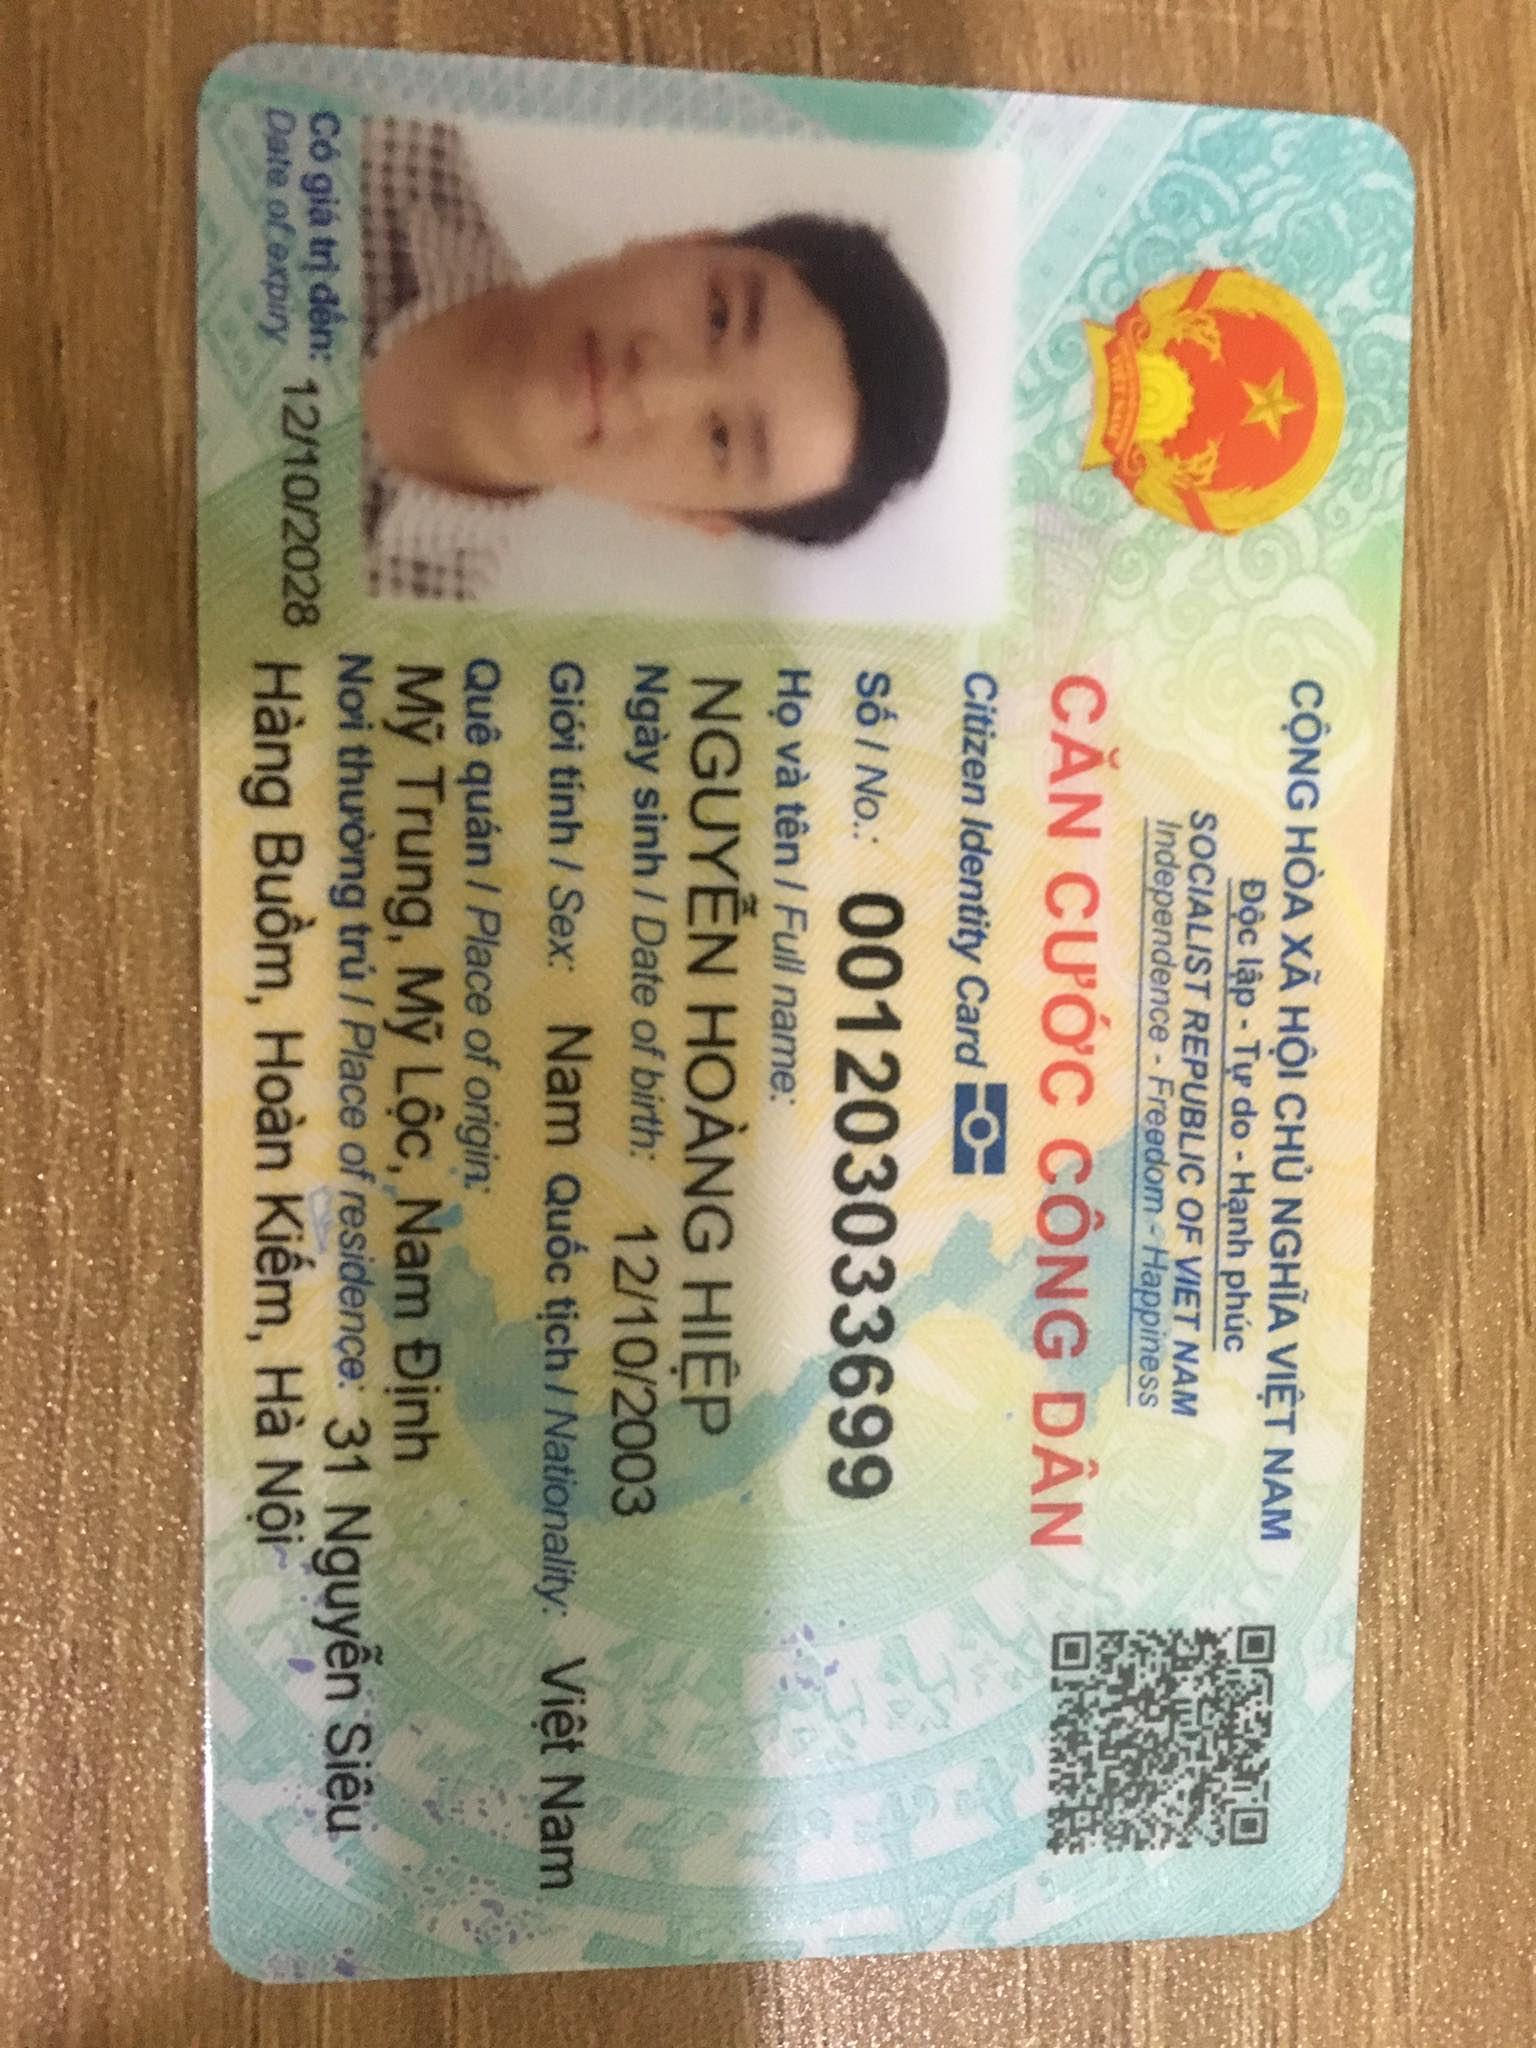 CỘNG HÒA XÃ HỘI CHỦ NGHĨA VIỆT NAM
Độc lập - Tự do - Hạnh phúc
SOCIALIST REPUBLIC OF VIET NAM
Independence - Freedom - Happiness
CĂN CƯỚC CÔNG DÂN
Citizen Identity Card
Số / No.: 001203033699
Họ và tên / Full name:
NGUYỄN HOÀNG HIỆP
Ngày sinh / Date of birth: 12/10/2003
Giới tính / Sex: Nam Quốc tịch / Nationality: Việt Nam
Quê quán / Place of origin:
Mỹ Trung, Mỹ Lộc, Nam Định
Nơi thường trú / Place of residence: 31 Nguyễn Siêu
Hàng Buồm, Hoàn Kiếm, Hà Nội
Có giá trị đến: 12/10/2028
Date of expiry